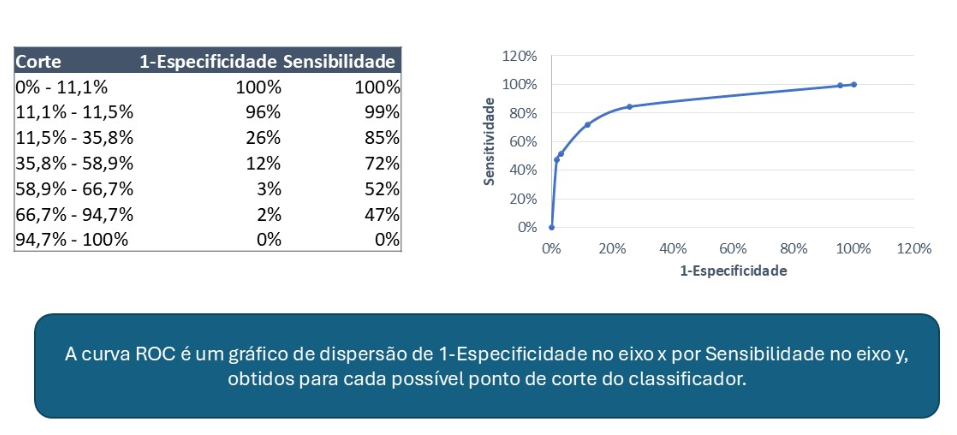 Corte 1-Especificidade Sensibilidade
0% - 11,1% 100% 100%
11,1% - 11,5% 96% 99%
11,5% - 35,8% 26% 85%
35,8% - 58,9% 12% 72%
58,9% - 66,7% 3% 52%
66,7% - 94,7% 2% 47%
94,7% - 100% 0% 0%
120%
100%
80%
60%
40%
20%
0%
Sensitividade
0% 20% 40% 60% 80% 100% 120%
1-Especificidade
A curva ROC é um gráfico de dispersão de 1-Especificidade no eixo x por Sensibilidade no eixo y,
obtidos para cada possível ponto de corte do classificador.